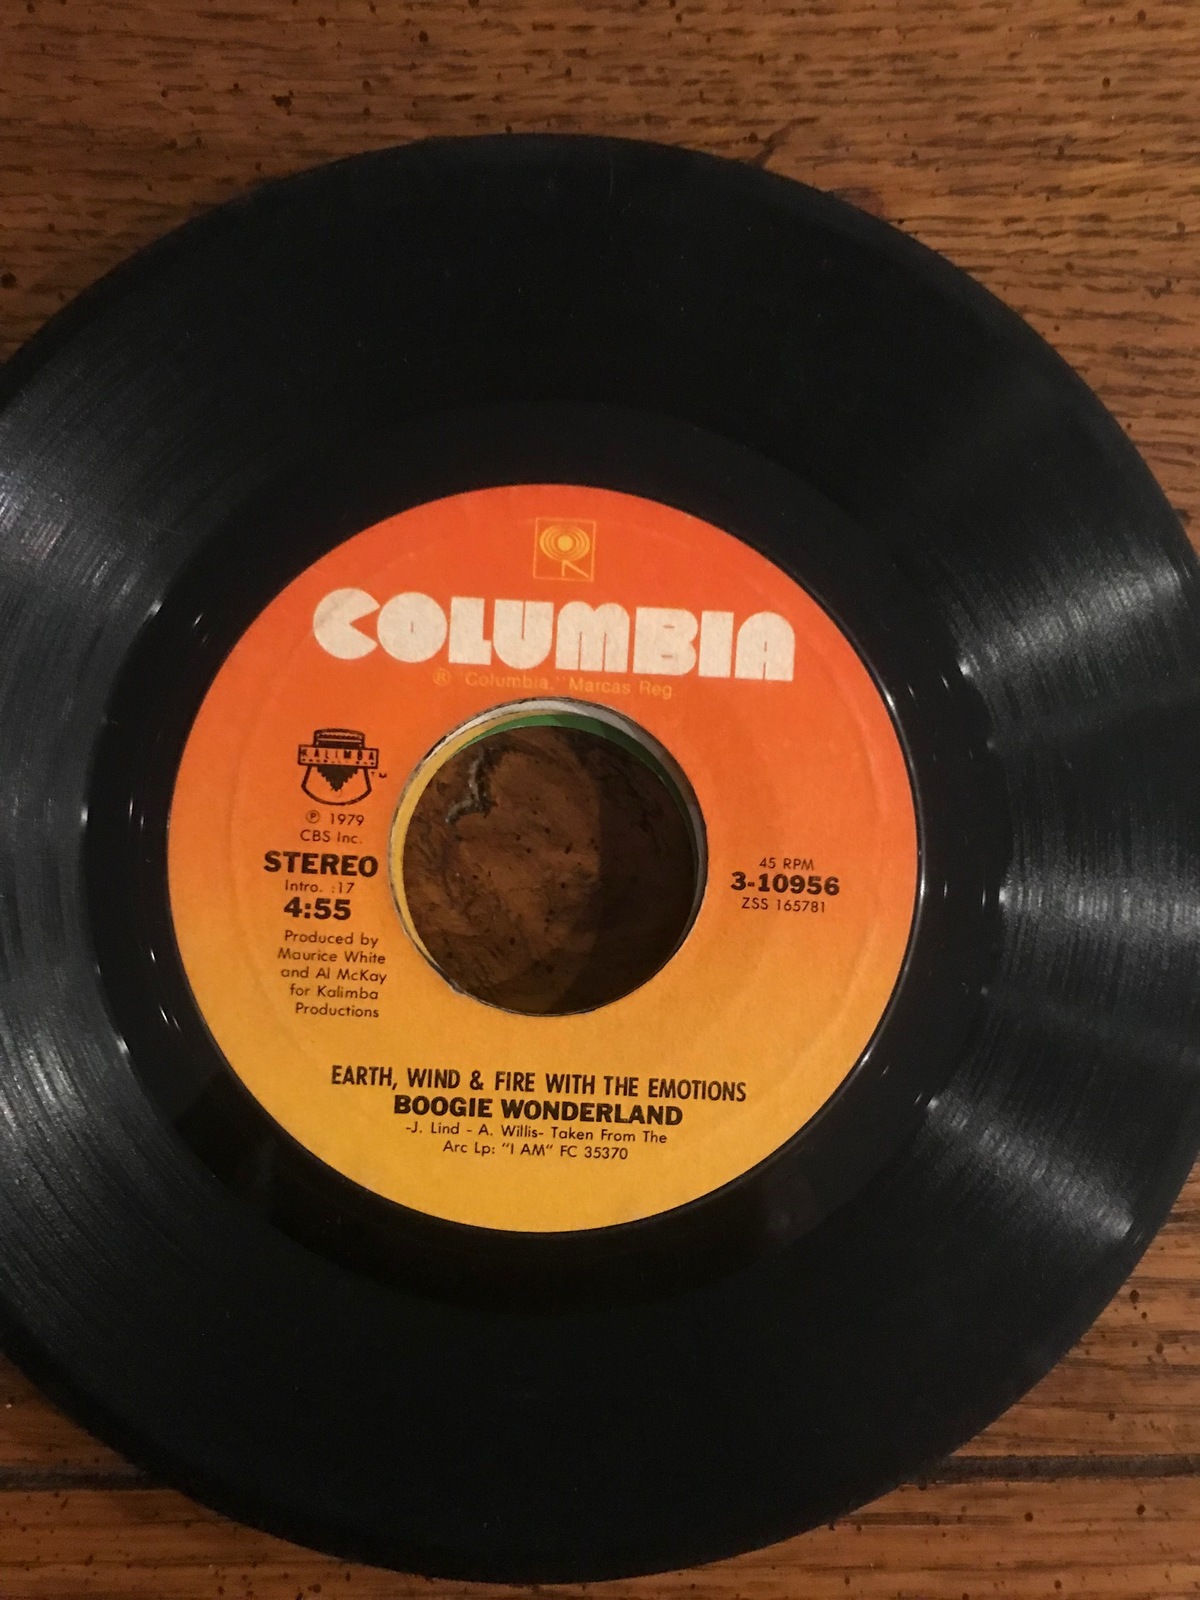 COLUMBIA
® "Columbia," Marcas Reg.
KALIMBA
℗ 1979
CBS Inc.
STEREO
Intro. :17
4:55
Produced by
Maurice White
and Al McKay
for Kalimba
Productions
45 RPM
3-10956
ZSS 165781
EARTH, WIND & FIRE WITH THE EMOTIONS
BOOGIE WONDERLAND
-J. Lind - A. Willis- Taken From The
Arc Lp: "I AM" FC 35370